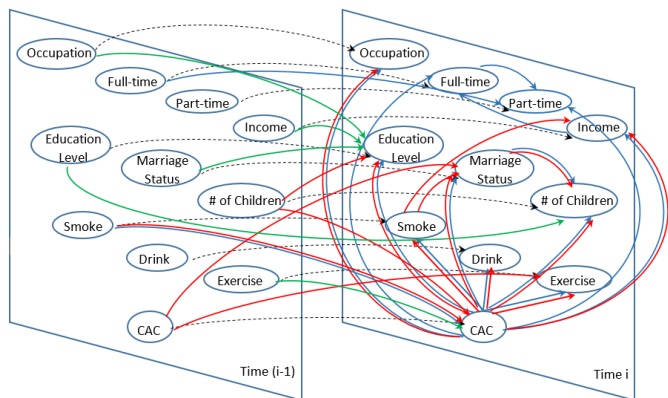 Occupation
Full-time
Part-time
Income
Education
Level
Marriage
Status
# of Children
Smoke
Drink
Exercise
CAC
Time (i-1)
Occupation
Full-time
Part-time
Income
Education
Level
Marriage
Status
# of Children
Smoke
Drink
Exercise
CAC
Time i